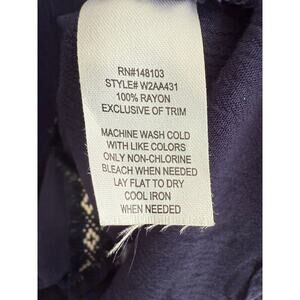 RN#148103
STYLE# W2AA431
100% RAYON
EXCLUSIVE OF TRIM
MACHINE WASH COLD
WITH LIKE COLORS
ONLY NON-CHLORINE
BLEACH WHEN NEEDED
LAY FLAT TO DRY
COOL IRON
WHEN NEEDED